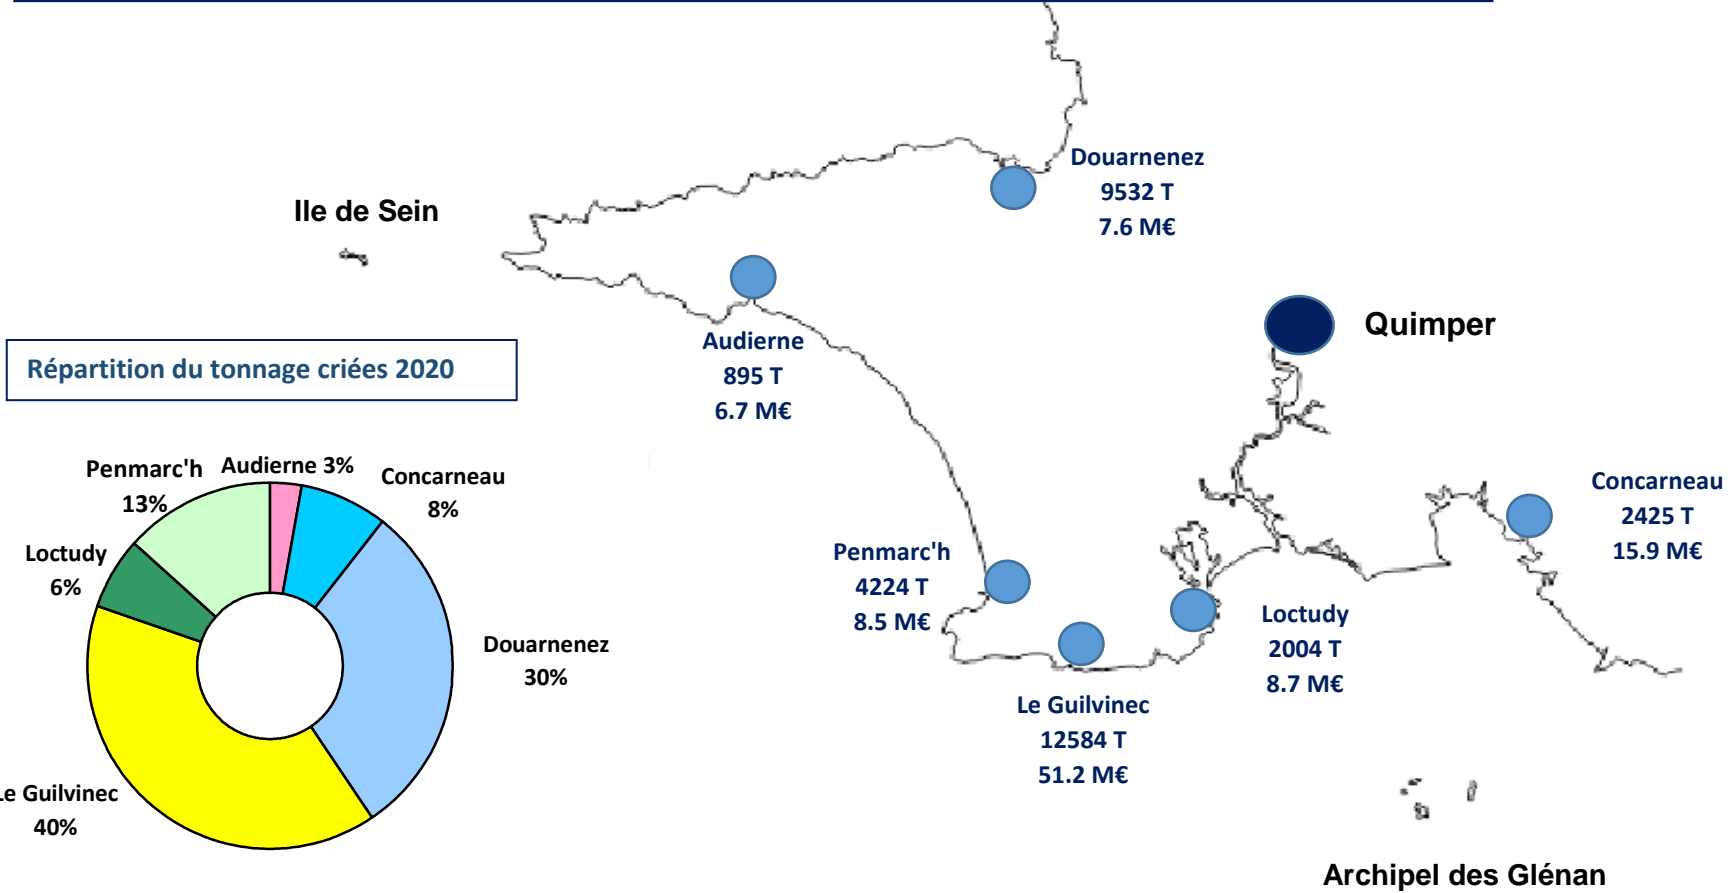 Douarnenez
9532 T
7.6 M€
Ile de Sein
Quimper
Audierne
895 T
6.7 M€
Répartition du tonnage criées 2020
Penmarc'h
13%
Audierne 3%
Concarneau
8%
Loctudy
6%
Douarnenez
30%
Le Guilvinec
40%
Concarneau
2425 T
15.9 M€
Penmarc'h
4224 T
8.5 M€
Loctudy
2004 T
8.7 M€
Le Guilvinec
12584 T
51.2 M€
Archipel des Glénan